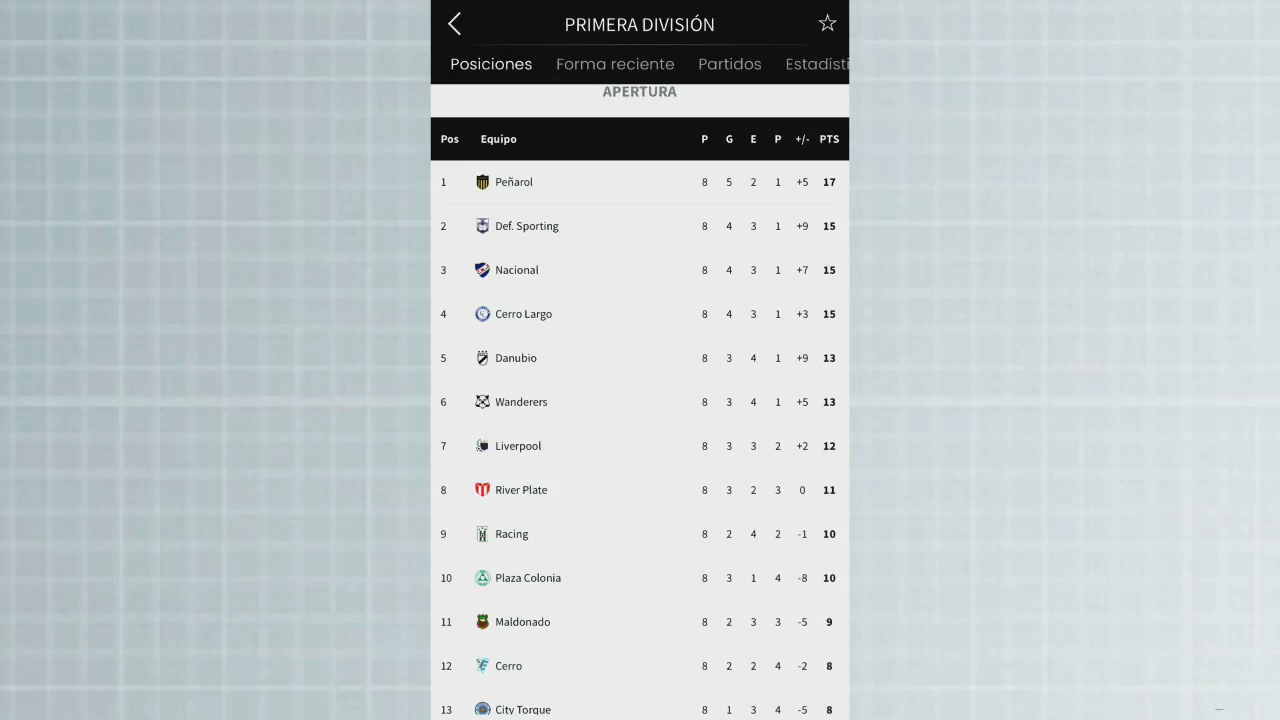 PRIMERA DIVISIÓN
Posiciones Forma reciente Partidos Estadísti
APERTURA
Pos Equipo P G E P +/- PTS
1 Peñarol 8 5 2 1 +5 17
2 Def. Sporting 8 4 3 1 +9 15
3 Nacional 8 4 3 1 +7 15
4 Cerro Largo 8 4 3 1 +3 15
5 Danubio 8 3 4 1 +9 13
6 Wanderers 8 3 4 1 +5 13
7 Liverpool 8 3 3 2 +2 12
8 River Plate 8 3 2 3 0 11
9 Racing 8 2 4 2 -1 10
10 Plaza Colonia 8 3 1 4 -8 10
11 Maldonado 8 2 3 3 -5 9
12 Cerro 8 2 2 4 -2 8
13 City Torque 8 1 3 4 -5 8